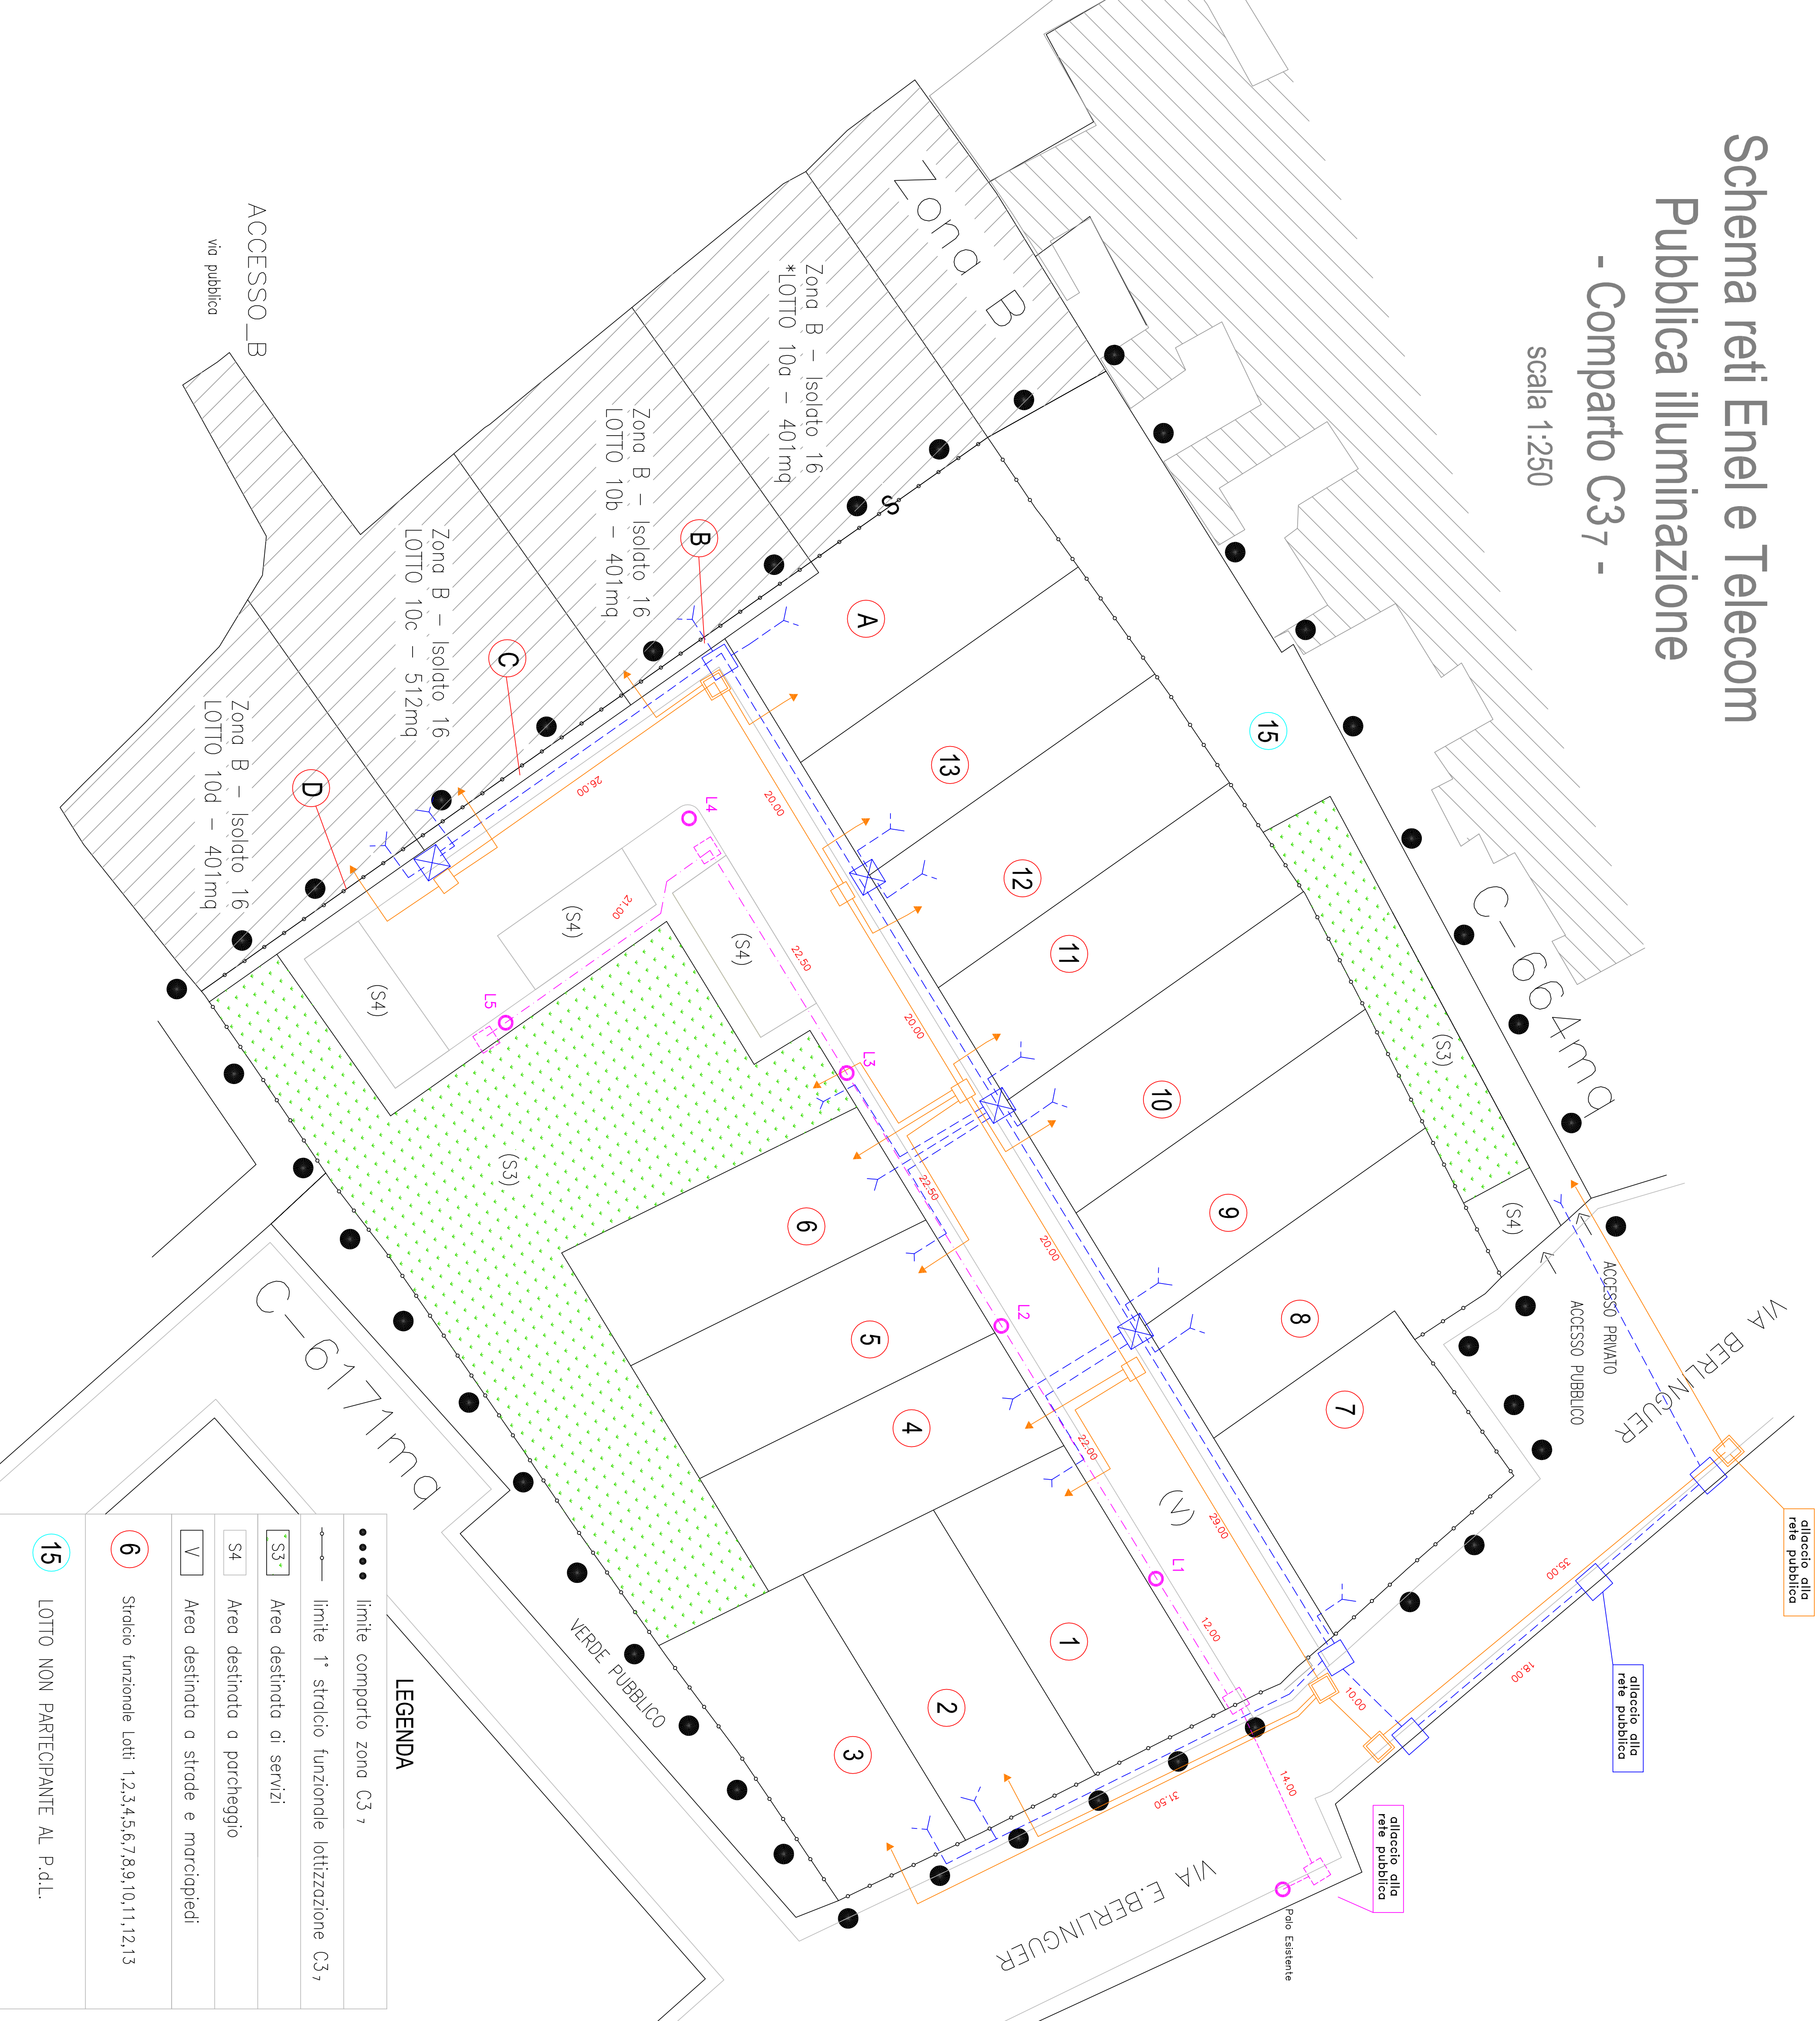 Schema reti Enel e Telecom
Pubblica illuminazione
- Comparto C3 7 -
scala 1:250
Zona B
Zona B - Isolato 16
*LOTTO 10a - 401mq
Zona B - Isolato 16
LOTTO 10b - 401mq
Zona B - Isolato 16
LOTTO 10c - 512mq
Zona B - Isolato 16
LOTTO 10d - 401mq
ACCESSO_B
via pubblica
S
A
B
C
D
13
12
11
10
9
8
7
6
5
4
1
2
3
15
C-664mq
C-617mq
(S3)
(S4)
(S4)
(S4)
(S4)
(S3)
(V)
L4
L5
L3
L2
L1
26.00
20.00
21.00
22.50
20.00
22.50
20.00
22.00
29.00
12.00
10.00
14.00
31.50
35.00
18.00
ACCESSO PRIVATO
ACCESSO PUBBLICO
VIA BERLINGUER
VIA E.BERLINGUER
VERDE PUBBLICO
allaccio alla
rete pubblica
allaccio alla
rete pubblica
allaccio alla
rete pubblica
Palo Esistente
LEGENDA
limite comparto zona C3 7
limite 1° stralcio funzionale lottizzazione C3 7
S3 Area destinata ai servizi
S4 Area destinata a parcheggio
V Area destinata a strade e marciapiedi
6 Stralcio funzionale Lotti 1,2,3,4,5,6,7,8,9,10,11,12,13
15 LOTTO NON PARTECIPANTE AL P.d.L.